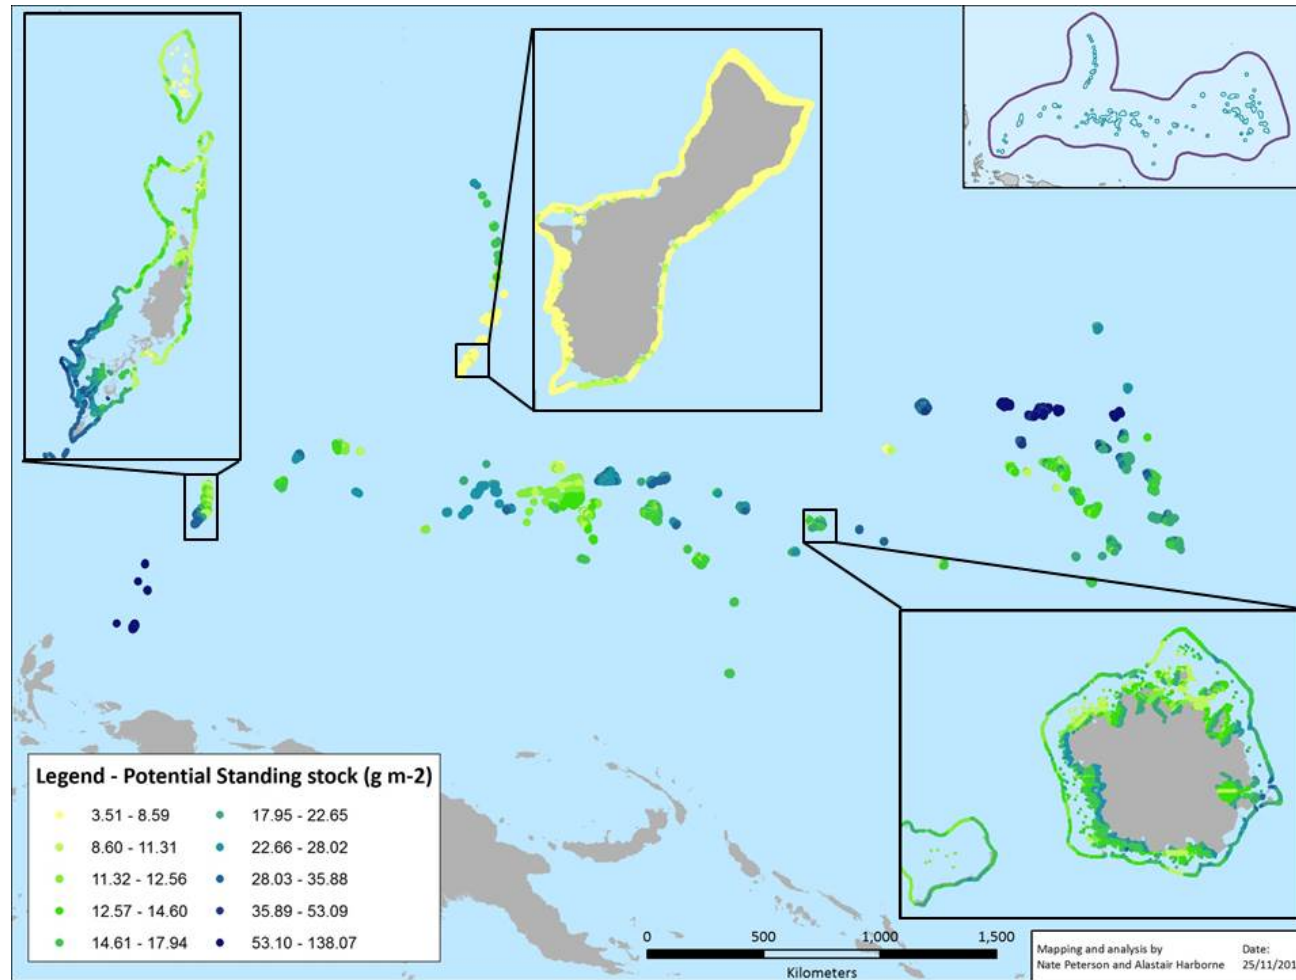 Legend - Potential Standing stock (g m-2)
3.51 - 8.59
8.60 - 11.31
11.32 - 12.56
12.57 - 14.60
14.61 - 17.94
17.95 - 22.65
22.66 - 28.02
28.03 - 35.88
35.89 - 53.09
53.10 - 138.07
0 500 1,000 1,500
Kilometers
Mapping and analysis by
Nate Peterson and Alastair Harborne
Date:
25/11/201